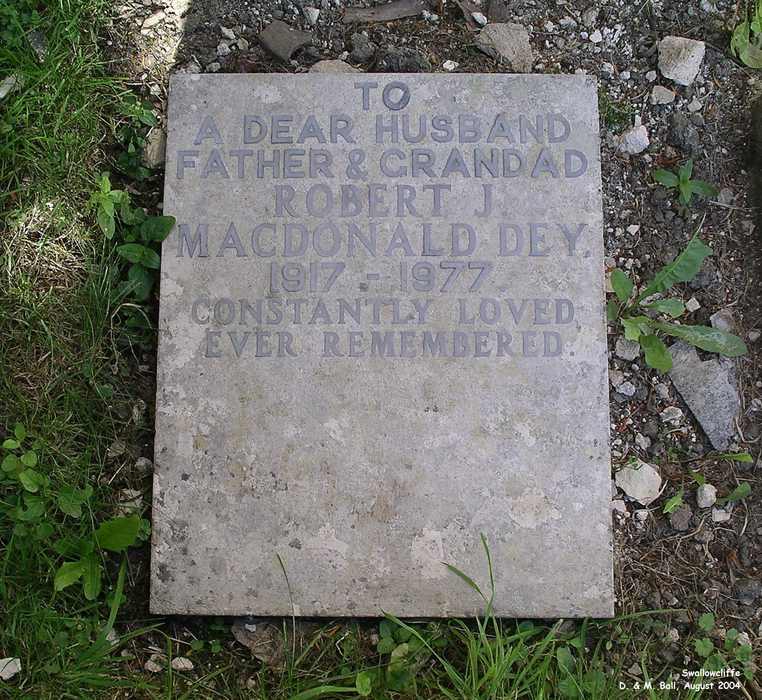 TO
A DEAR HUSBAND
FATHER & GRANDAD
ROBERT J.
MACDONALD DEY.
1917 - 1977
CONSTANTLY LOVED
EVER REMEMBERED.
Swallowcliffe
D. & M. Ball, August 2004